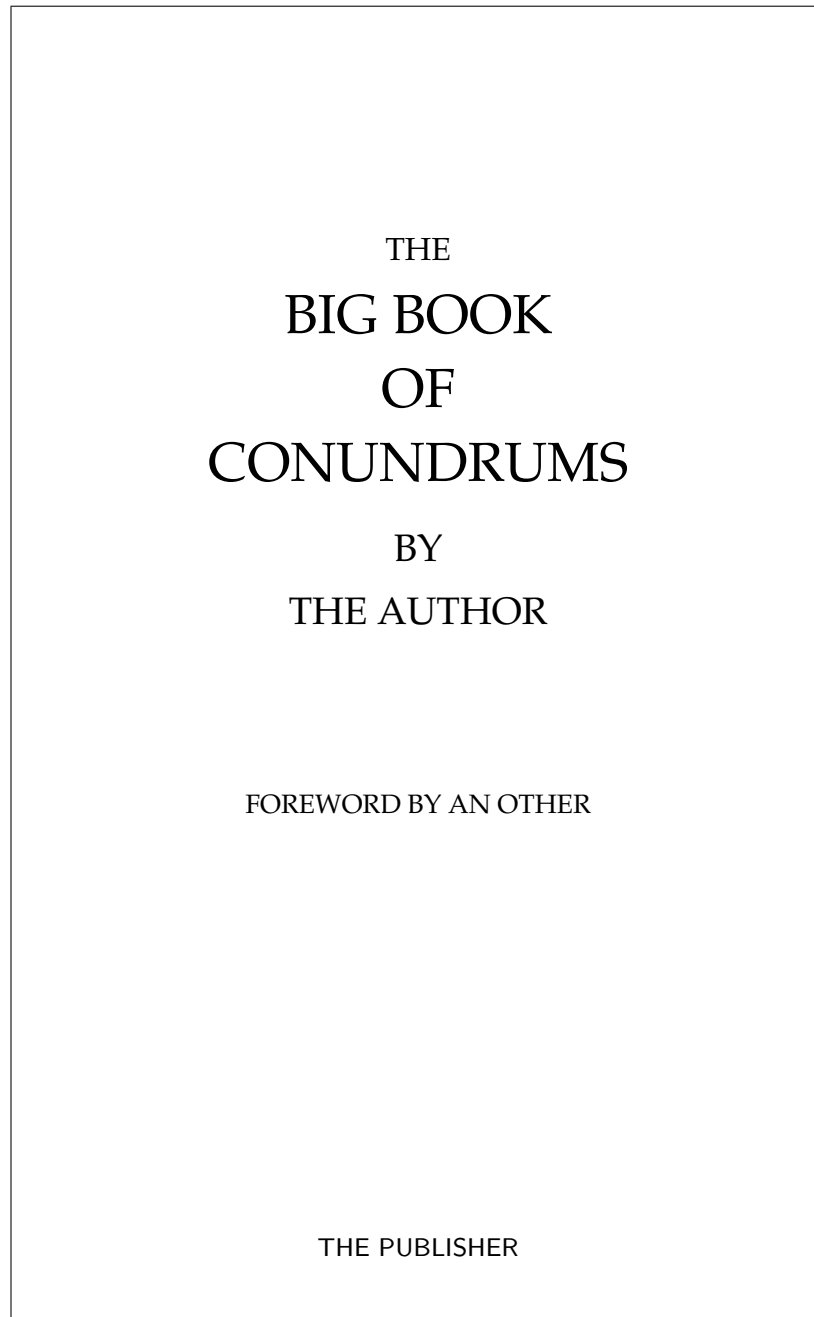 THE
BIG BOOK
OF
CONUNDRUMS
BY
THE AUTHOR
FOREWORD BY AN OTHER
THE PUBLISHER